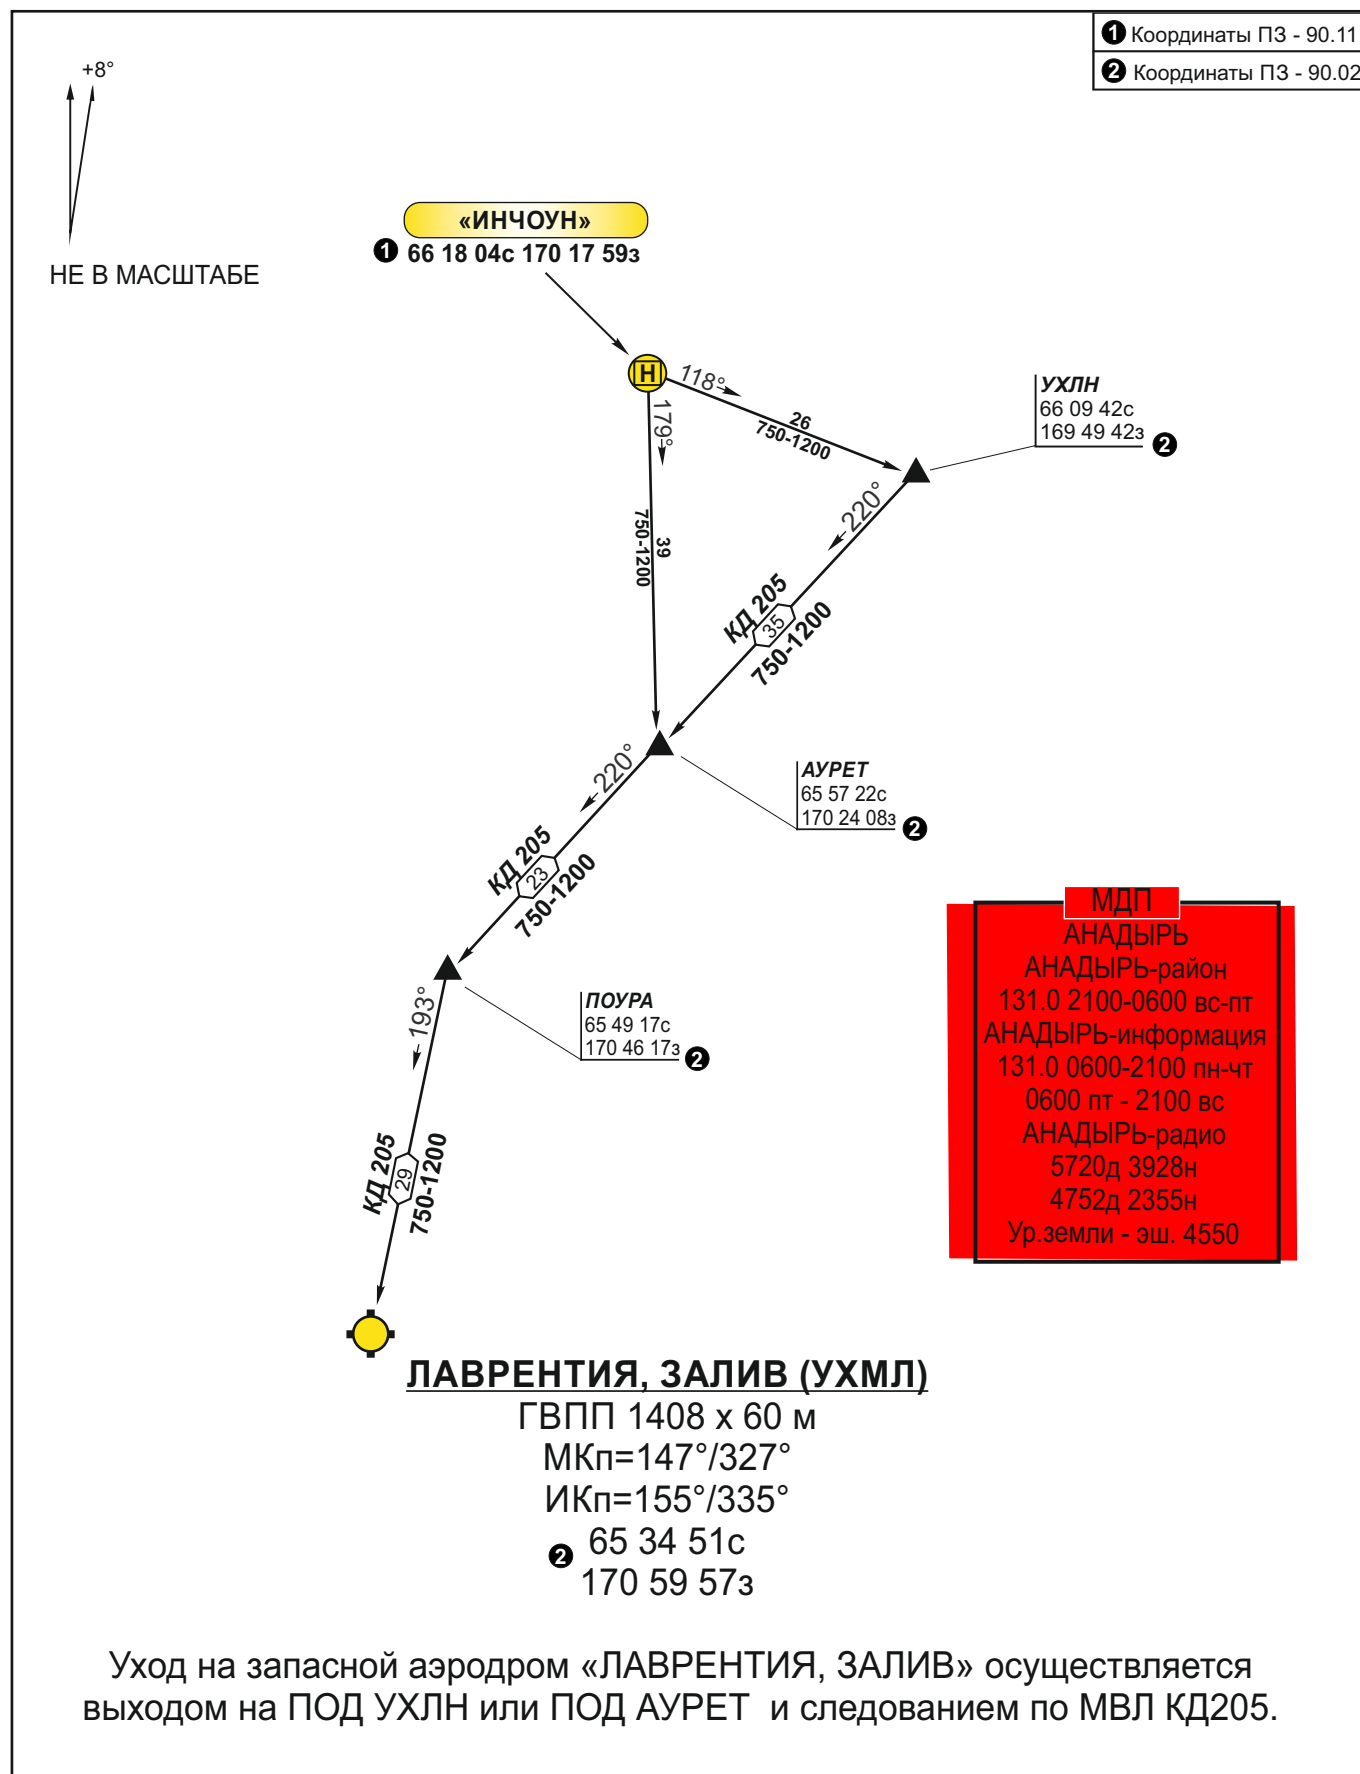 ❶ Координаты ПЗ - 90.11
❷ Координаты ПЗ - 90.02
+8°
НЕ В МАСШТАБЕ
«ИНЧОУН»
❶ 66 18 04с 170 17 59з
H
118°
26
750-1200
179°
39
750-1200
УХЛН
66 09 42с
169 49 42з ❷
220°
КД 205
35
750-1200
АУРЕТ
65 57 22с
170 24 08з ❷
220°
КД 205
23
750-1200
ПОУРА
65 49 17с
170 46 17з ❷
193°
КД 205
29
750-1200
МДП
АНАДЫРЬ
АНАДЫРЬ-район
131.0 2100-0600 вс-пт
АНАДЫРЬ-информация
131.0 0600-2100 пн-чт
0600 пт - 2100 вс
АНАДЫРЬ-радио
5720д 3928н
4752д 2355н
Ур.земли - эш. 4550
ЛАВРЕНТИЯ, ЗАЛИВ (УХМЛ)
ГВПП 1408 х 60 м
МКп=147°/327°
ИКп=155°/335°
❷ 65 34 51с
170 59 57з
Уход на запасной аэродром «ЛАВРЕНТИЯ, ЗАЛИВ» осуществляется
выходом на ПОД УХЛН или ПОД АУРЕТ и следованием по МВЛ КД205.